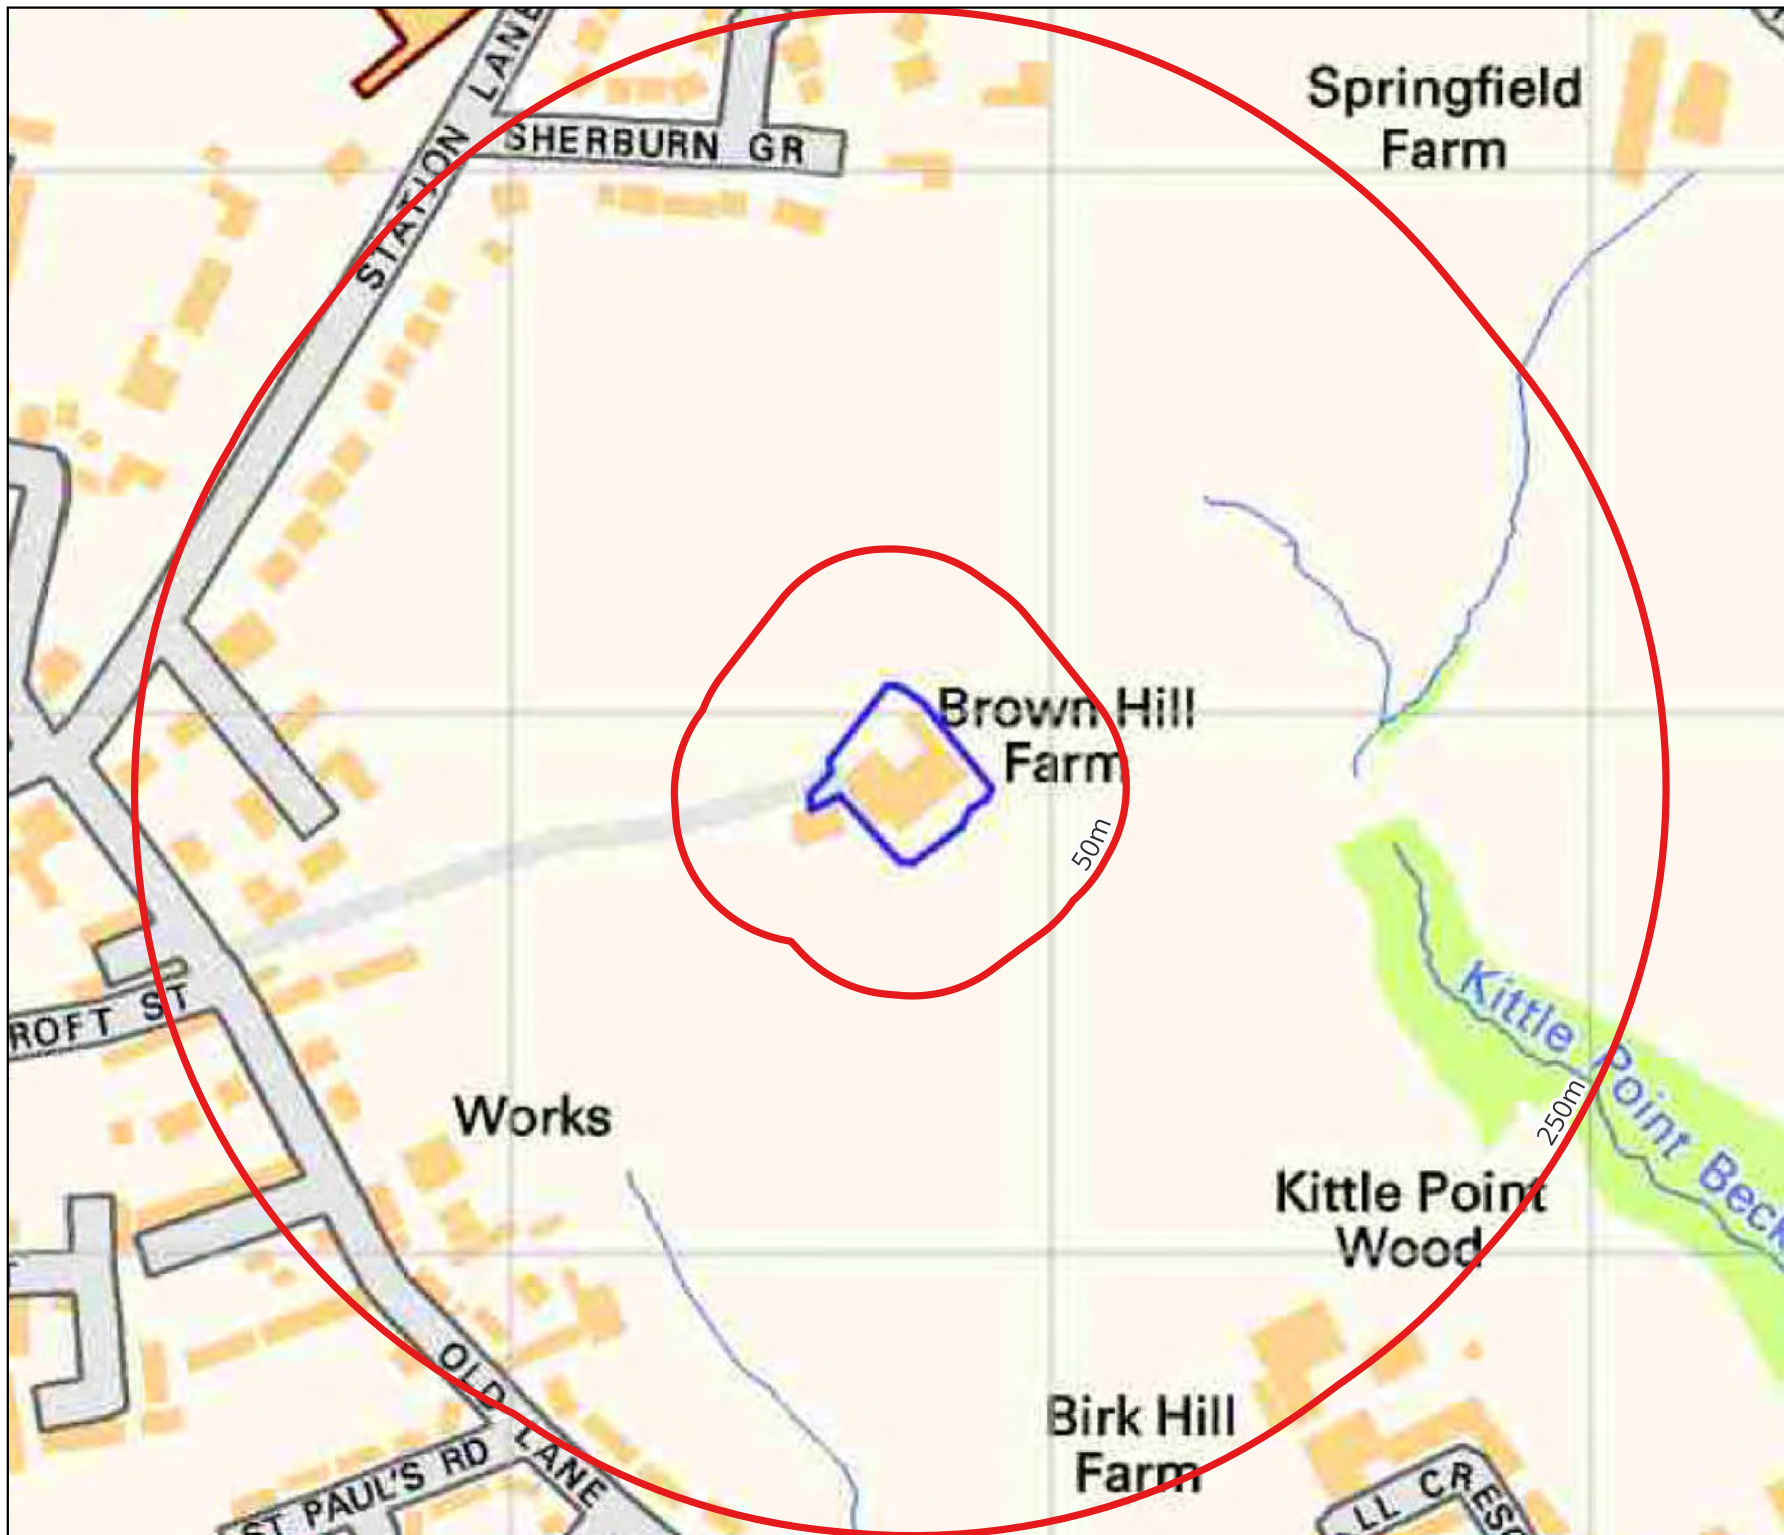 STATION LANE
SHERBURN GR
Springfield
Farm
Brown Hill
Farm
50m
ROFT ST
Works
Kittle Point Beck
250m
Kittle Point
Wood
OLD LANE
Birk Hill
Farm
ST PAUL'S RD
LL CRESC